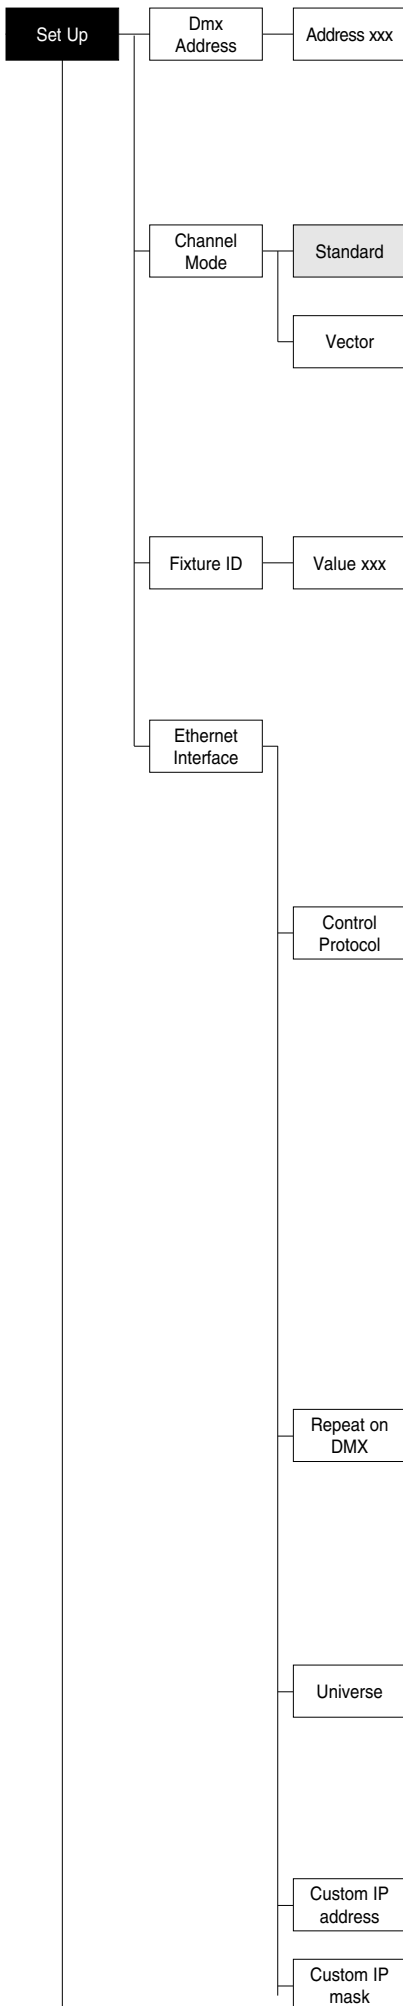 Set Up
Dmx
Address
Address xxx
Channel
Mode
Standard
Vector
Fixture ID
Value xxx
Ethernet
Interface
Control
Protocol
Repeat on
DMX
Universe
Custom IP
address
Custom IP
mask